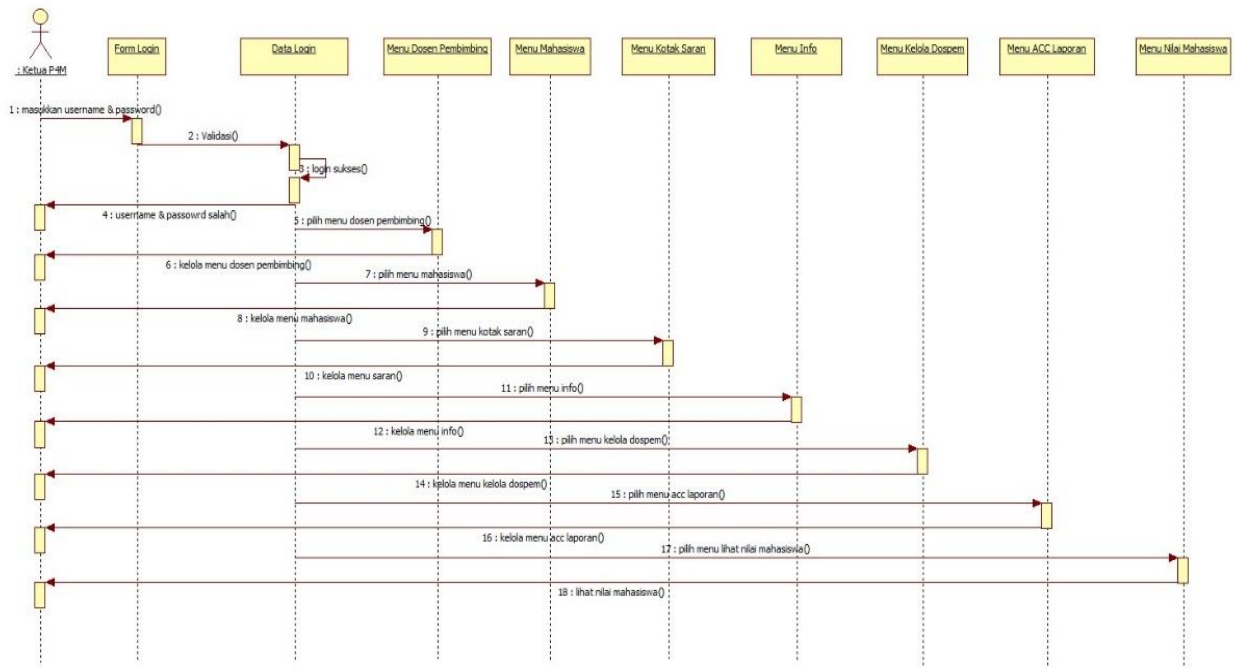 : Ketua P4M
Form Login
Data Login
Menu Dosen Pembimbing
Menu Mahasiswa
Menu Kotak Saran
Menu Info
Menu Kelola Dospem
Menu ACC Laporan
Menu Nilai Mahasiswa
1 : masukkan username & password()
2 : Validasi()
3 : login sukses()
4 : username & passowrd salah()
5 : pilih menu dosen pembimbing()
6 : kelola menu dosen pembimbing()
7 : pilih menu mahasiswa()
8 : kelola menu mahasiswa()
9 : pilih menu kotak saran()
10 : kelola menu saran()
11 : pilih menu info()
12 : kelola menu info()
13 : pilih menu kelola dospem()
14 : kelola menu kelola dospem()
15 : pilih menu acc laporan()
16 : kelola menu acc laporan()
17 : pilih menu lihat nilai mahasiswa()
18 : lihat nilai mahasiswa()